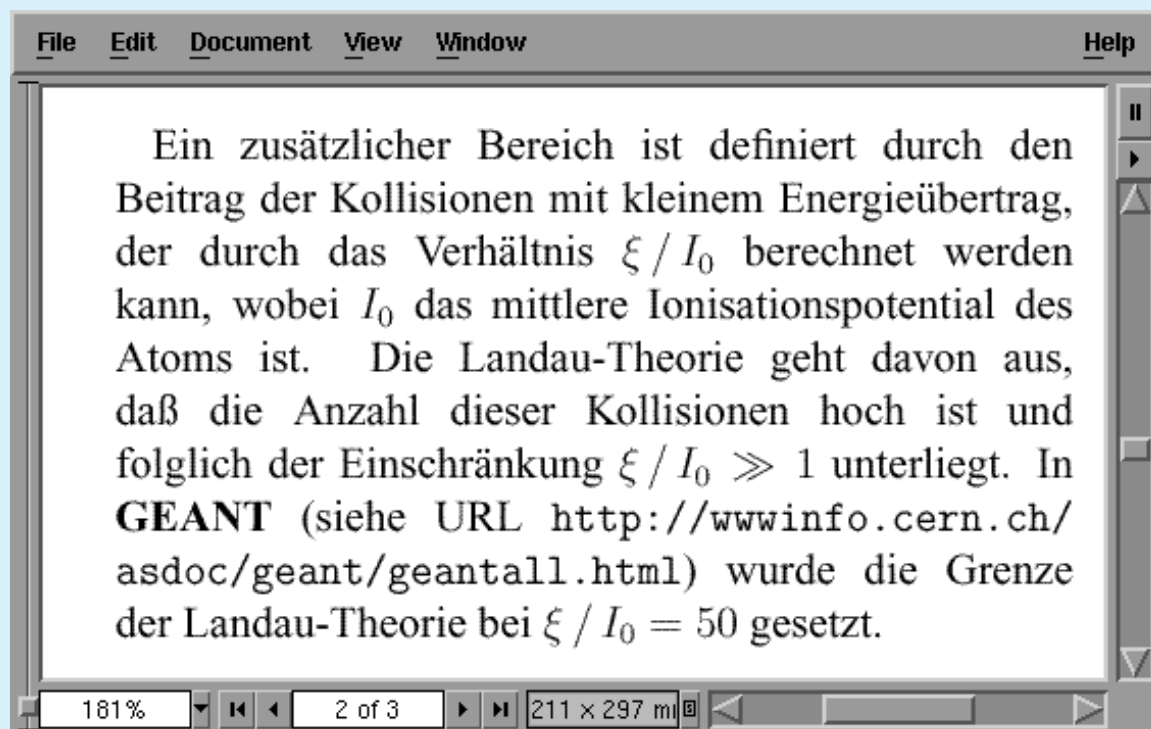 File Edit Document View Window Help
Ein zusätzlicher Bereich ist definiert durch den
Beitrag der Kollisionen mit kleinem Energieübertrag,
der durch das Verhältnis ξ / I₀ berechnet werden
kann, wobei I₀ das mittlere Ionisationspotential des
Atoms ist. Die Landau-Theorie geht davon aus,
daß die Anzahl dieser Kollisionen hoch ist und
folglich der Einschränkung ξ / I₀ ≫ 1 unterliegt. In
GEANT (siehe URL http://wwwinfo.cern.ch/
asdoc/geant/geantall.html) wurde die Grenze
der Landau-Theorie bei ξ / I₀ = 50 gesetzt.
181% 2 of 3 211 x 297